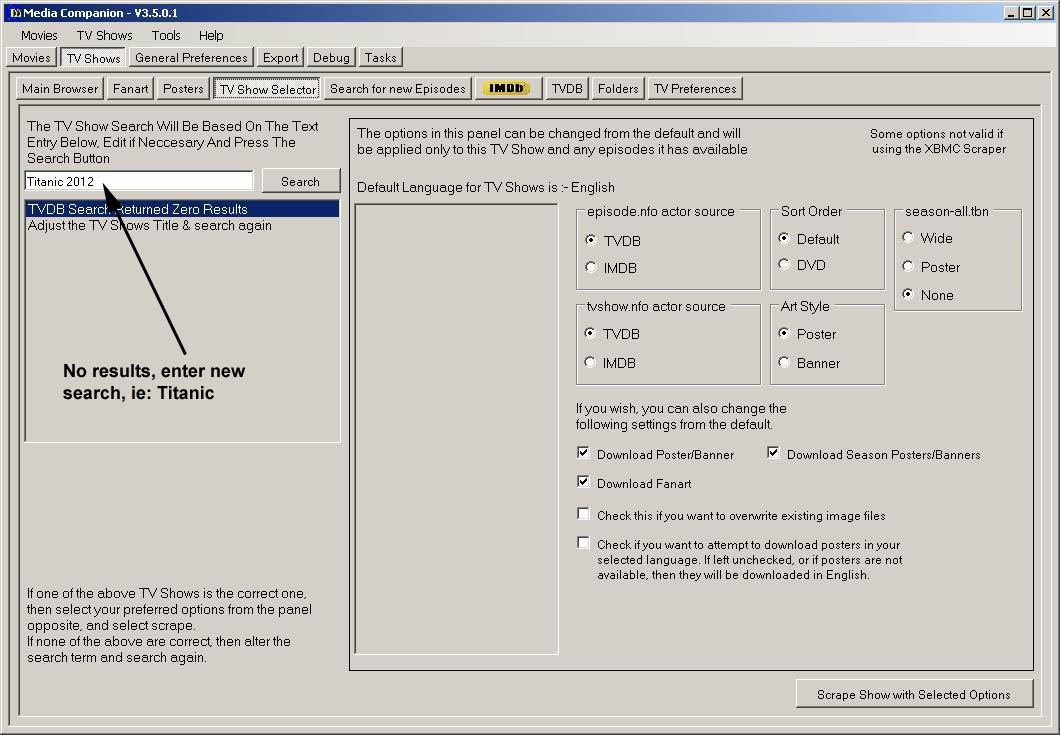 Media Companion - V3.5.0.1
Movies TV Shows Tools Help
Movies TV Shows General Preferences Export Debug Tasks
Main Browser Fanart Posters TV Show Selector Search for new Episodes IMDb TVDB Folders TV Preferences
The TV Show Search Will Be Based On The Text
Entry Below, Edit if Neccesary And Press The
Search Button
Titanic 2012
Search
TVDB Search Returned Zero Results
Adjust the TV Shows Title & search again
No results, enter new
search, ie: Titanic
If one of the above TV Shows is the correct one,
then select your preferred options from the panel
opposite, and select scrape.
If none of the above are correct, then alter the
search term and search again.
The options in this panel can be changed from the default and will
be applied only to this TV Show and any episodes it has available
Some options not valid if
using the XBMC Scraper
Default Language for TV Shows is :- English
episode.nfo actor source
TVDB
IMDB
Sort Order
Default
DVD
season-all.tbn
Wide
Poster
None
tvshow.nfo actor source
TVDB
IMDB
Art Style
Poster
Banner
If you wish, you can also change the
following settings from the default.
Download Poster/Banner
Download Season Posters/Banners
Download Fanart
Check this if you want to overwrite existing image files
Check if you want to attempt to download posters in your
selected language. If left unchecked, or if posters are not
available, then they will be downloaded in English.
Scrape Show with Selected Options